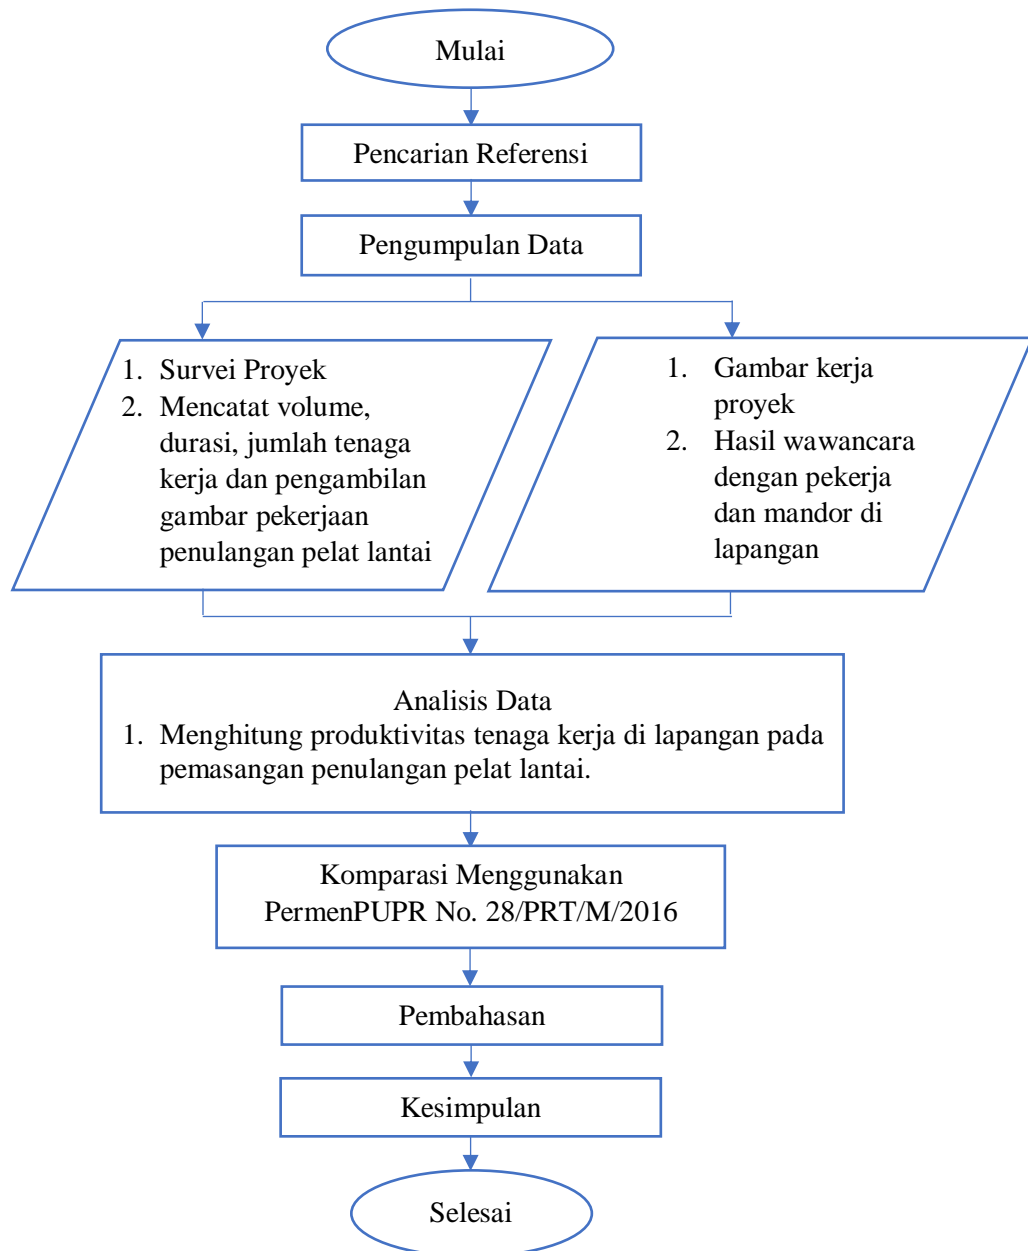 Mulai
Pencarian Referensi
Pengumpulan Data
1. Survei Proyek
2. Mencatat volume,
durasi, jumlah tenaga
kerja dan pengambilan
gambar pekerjaan
penulangan pelat lantai
1. Gambar kerja
proyek
2. Hasil wawancara
dengan pekerja
dan mandor di
lapangan
Analisis Data
1. Menghitung produktivitas tenaga kerja di lapangan pada
pemasangan penulangan pelat lantai.
Komparasi Menggunakan
PermenPUPR No. 28/PRT/M/2016
Pembahasan
Kesimpulan
Selesai